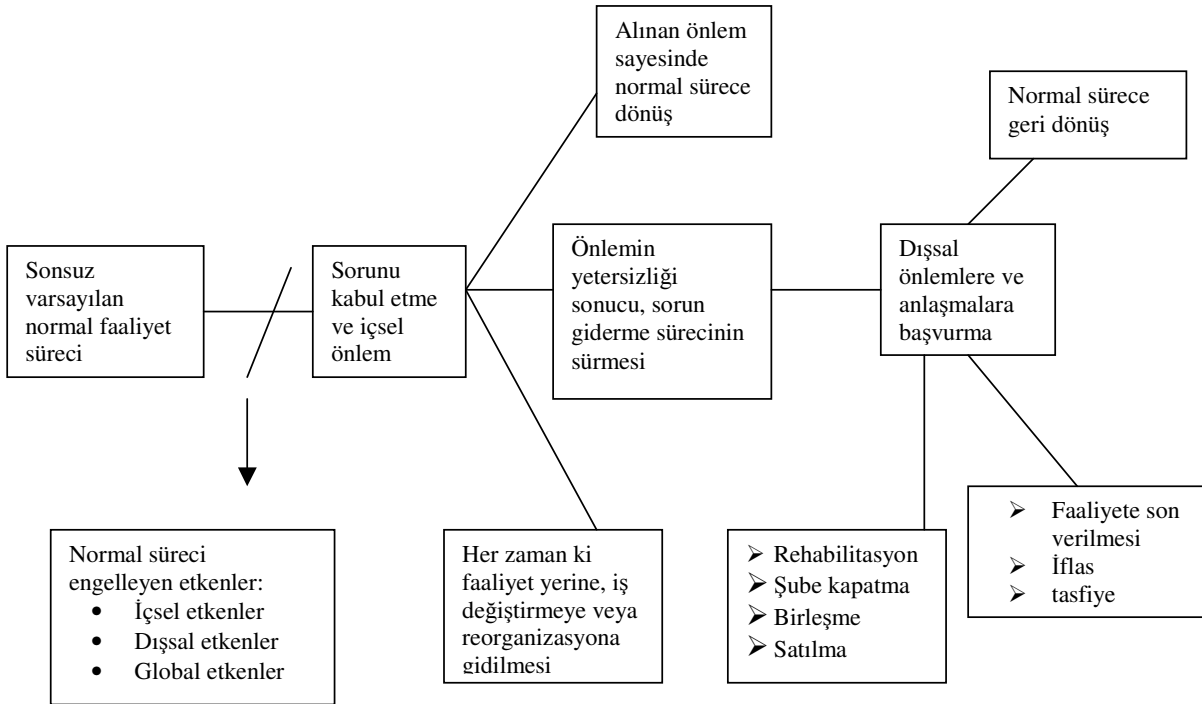 Alınan önlem
sayesinde
normal sürece
dönüş
Normal sürece
geri dönüş
Sonsuz
varsayılan
normal faaliyet
süreci
Sorunu
kabul etme
ve içsel
önlem
Önlemin
yetersizliği
sonucu, sorun
giderme sürecinin
sürmesi
Dışsal
önlemlere ve
anlaşmalara
başvurma
Normal süreci
engelleyen etkenler:
• İçsel etkenler
• Dışsal etkenler
• Global etkenler
Her zaman ki
faaliyet yerine, iş
değiştirmeye veya
reorganizasyona
gidilmesi
➢ Rehabilitasyon
➢ Şube kapatma
➢ Birleşme
➢ Satılma
➢ Faaliyete son
verilmesi
➢ İflas
➢ tasfiye